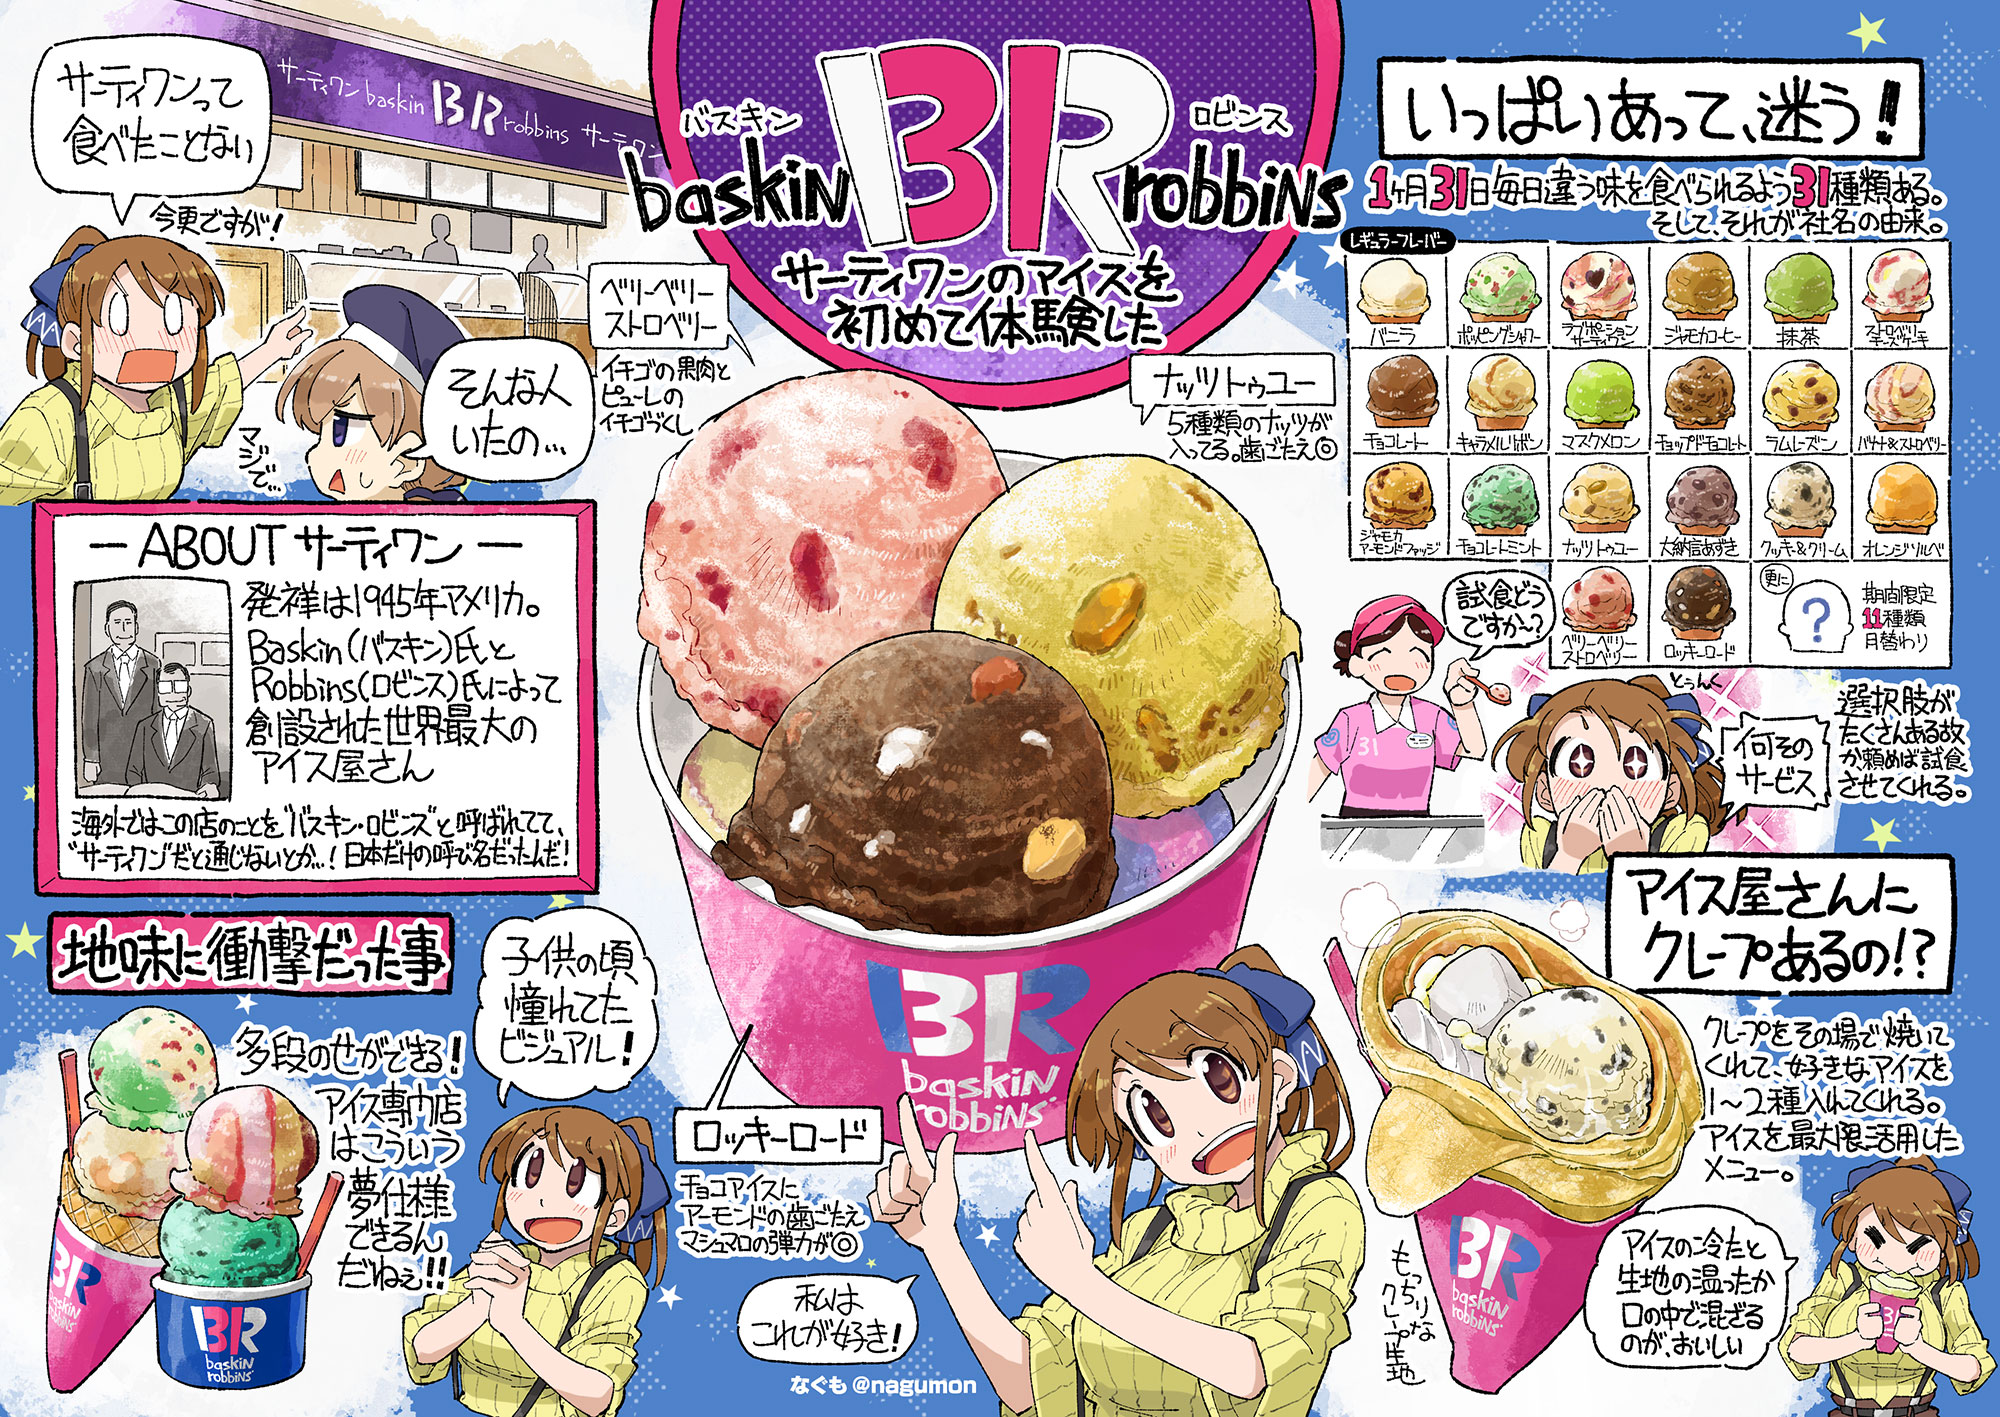 サーティワンって
食べたことない
今更ですが!
サーティワン baskin BR robbins サーティワン
そんな人
いたの…
マジで…
バスキン
ロビンス
baskin BR robbins
サーティワンのアイスを
初めて体験した
ベリーベリー
ストロベリー
イチゴの果肉と
ピューレの
イチゴづくし
ナッツトゥユー
5種類のナッツが
入ってる。歯ごたえ◎
ロッキーロード
チョコアイスに
アーモンドの歯ごたえ
マシュマロの弾力が◎
BR
baskin
robbins
私は
これが好き!
なぐも @nagumon
ーABOUT サーティワンー
発祥は1945年アメリカ。
Baskin(バスキン)氏と
Robbins(ロビンス)氏によって
創設された世界最大の
アイス屋さん
海外ではこの店のことを"バスキン・ロビンズ"と呼ばれてて、
"サーティワン"だと通じないとか…!日本だけの呼び名だったんだ!
地味に衝撃だった事
多段のせができる!
アイス専門店
はこういう
夢仕様
できるん
だねぇ!!
子供の頃
憧れてた
ビジュアル!
BR
baskin
robbins
BR
baskin
robbins
いっぱいあって、迷う!!
1ヶ月31日毎日違う味を食べられるよう31種類ある。
そして、それが社名の由来。
レギュラーフレーバー
バニラ
ポッピングシャワー
ラブポーション
サーティワン
ジャモカコーヒー
抹茶
ストロベリー
チーズケーキ
チョコレート
キャラメルリボン
マスクメロン
チョップドチョコレート
ラムレーズン
バナナ&ストロベリー
ジャモカ
アーモンドファッジ
チョコレートミント
ナッツトゥユー
大納言あずき
クッキー&クリーム
オレンジソルベ
ベリーベリー
ストロベリー
ロッキーロード
更に
?
期間限定
11種類
月替わり
試食どう
ですか〜?
31
とぅんく
何その
サービス
選択肢が
たくさんある故
か頼めば試食
させてくれる。
アイス屋さんに
クレープあるの!?
クレープをその場で焼いて
くれて、好きなアイスを
1〜2種入れてくれる。
アイスを最大限活用した
メニュー。
もっちりな
クレープ生地
BR
baskin
robbins
アイスの冷たと
生地の温ったか
口の中で混ざる
のが、おいしい
31